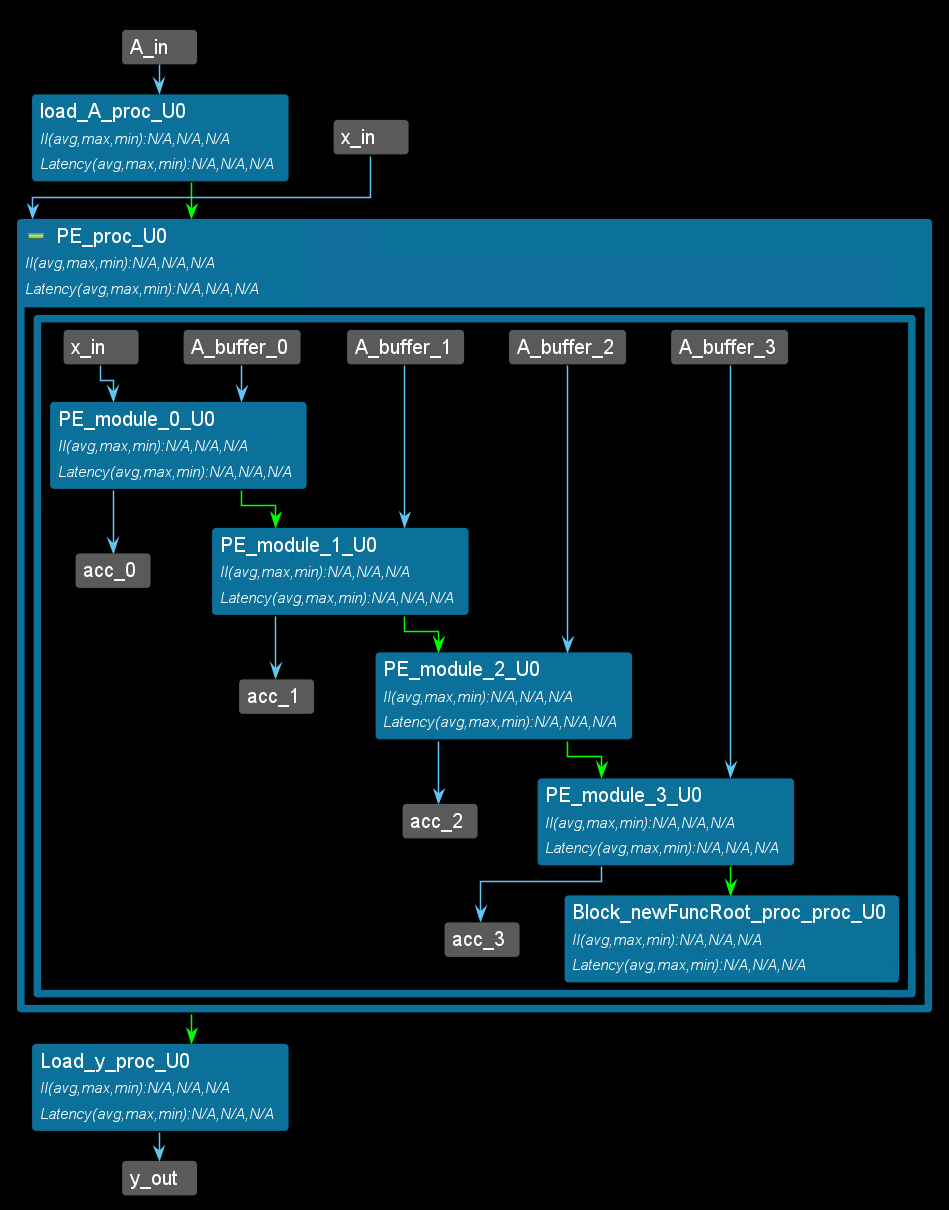 A_in
load_A_proc_U0
II(avg,max,min):N/A,N/A,N/A
Latency(avg,max,min):N/A,N/A,N/A
x_in
PE_proc_U0
II(avg,max,min):N/A,N/A,N/A
Latency(avg,max,min):N/A,N/A,N/A
x_in
A_buffer_0
A_buffer_1
A_buffer_2
A_buffer_3
PE_module_0_U0
II(avg,max,min):N/A,N/A,N/A
Latency(avg,max,min):N/A,N/A,N/A
acc_0
PE_module_1_U0
II(avg,max,min):N/A,N/A,N/A
Latency(avg,max,min):N/A,N/A,N/A
acc_1
PE_module_2_U0
II(avg,max,min):N/A,N/A,N/A
Latency(avg,max,min):N/A,N/A,N/A
acc_2
PE_module_3_U0
II(avg,max,min):N/A,N/A,N/A
Latency(avg,max,min):N/A,N/A,N/A
acc_3
Block_newFuncRoot_proc_proc_U0
II(avg,max,min):N/A,N/A,N/A
Latency(avg,max,min):N/A,N/A,N/A
Load_y_proc_U0
II(avg,max,min):N/A,N/A,N/A
Latency(avg,max,min):N/A,N/A,N/A
y_out